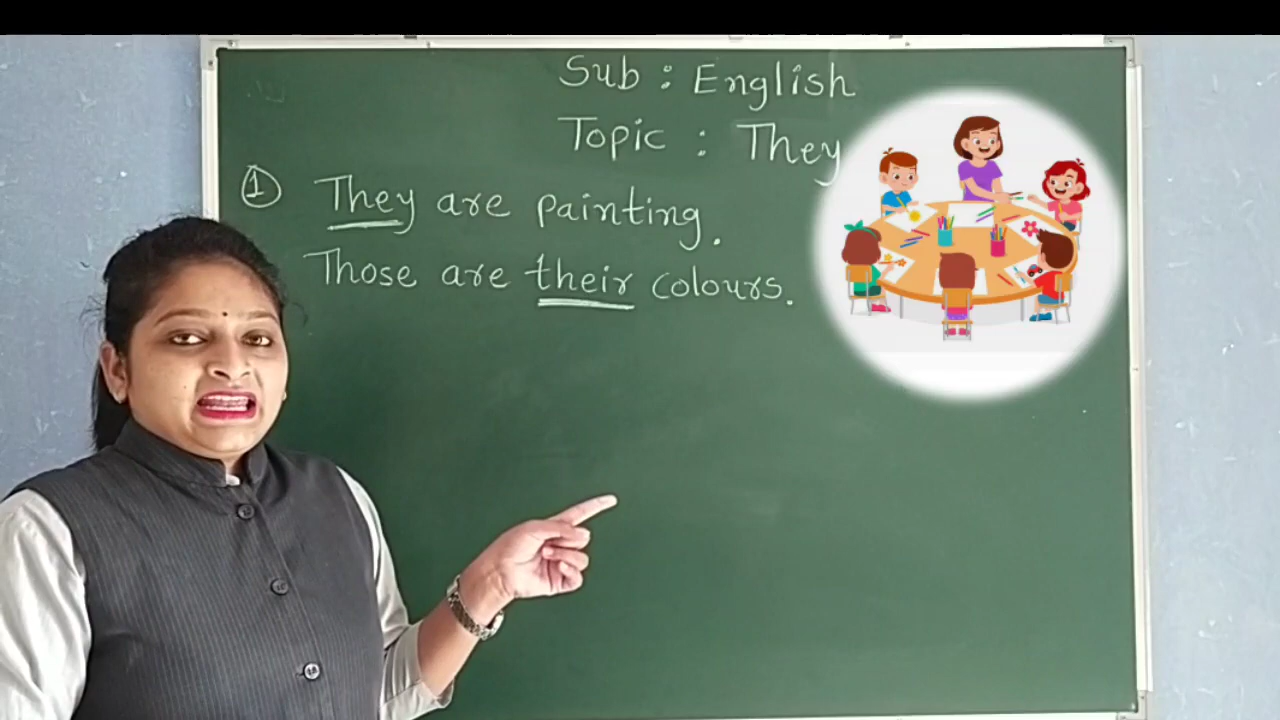 Sub : English
Topic : They
① They are painting.
Those are their colours.